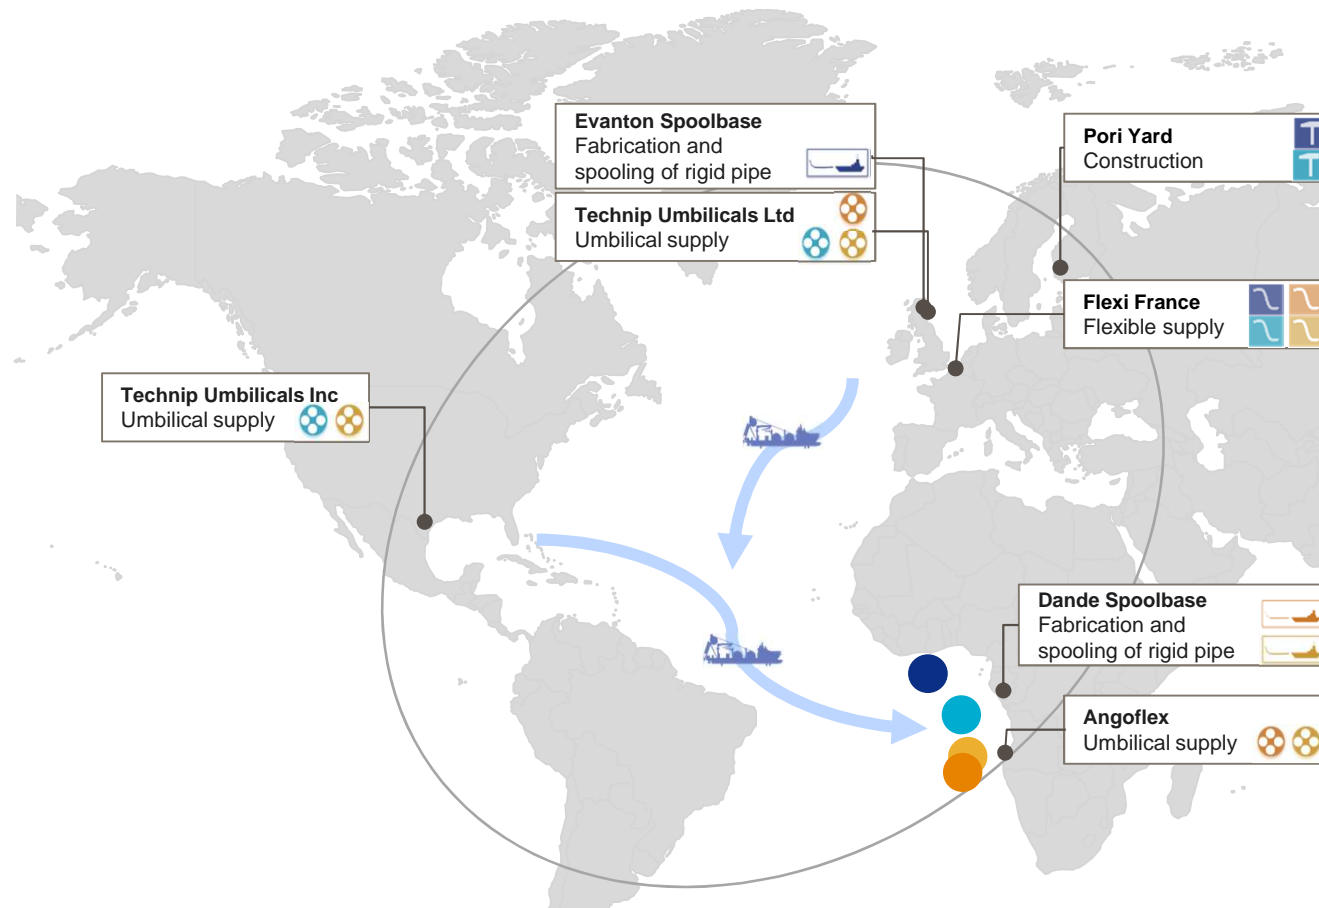 Evanton Spoolbase
Fabrication and
spooling of rigid pipe
Technip Umbilicals Ltd
Umbilical supply
Pori Yard
Construction
Flexi France
Flexible supply
Technip Umbilicals Inc
Umbilical supply
Dande Spoolbase
Fabrication and
spooling of rigid pipe
Angoflex
Umbilical supply